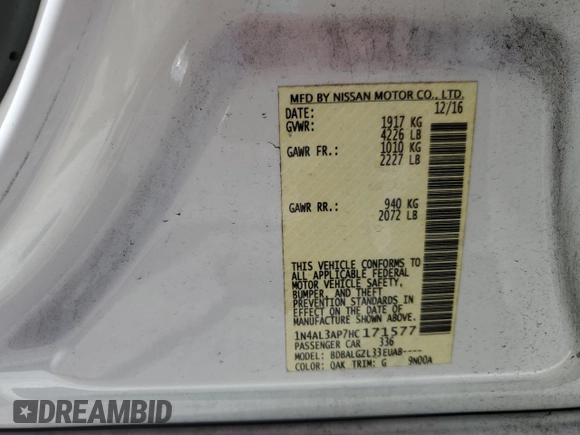 MFD BY NISSAN MOTOR CO., LTD.
DATE: 12/16
GVWR: 1917 KG
4226 LB
GAWR FR.: 1010 KG
2227 LB
GAWR RR.: 940 KG
2072 LB
THIS VEHICLE CONFORMS TO
ALL APPLICABLE FEDERAL
MOTOR VEHICLE SAFETY,
BUMPER, AND THEFT
PREVENTION STANDARDS IN
EFFECT ON THE DATE OF
MANUFACTURE SHOWN ABOVE.
1N4AL3AP7HC171577
PASSENGER CAR 336
MODEL: BDBALGZL33EUAB----
COLOR: QAK TRIM: G 9N00A
DREAMBID